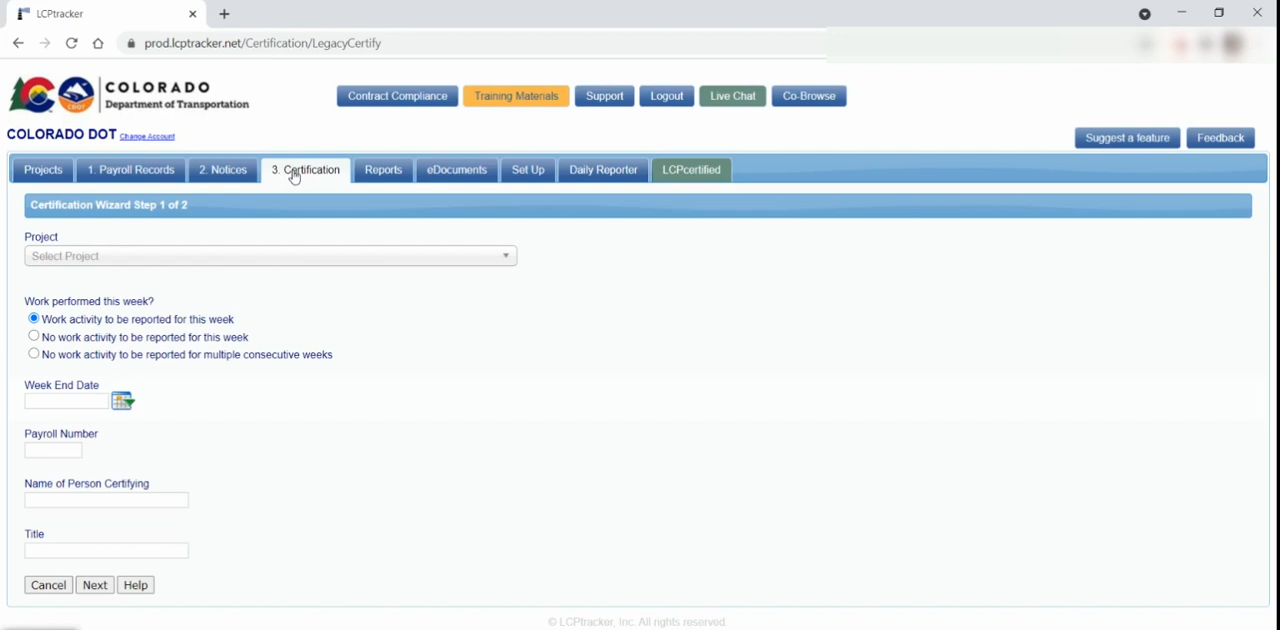 LCPtracker
prod.lcptracker.net/Certification/LegacyCertify
COLORADO
Department of Transportation
CDOT
Contract Compliance Training Materials Support Logout Live Chat Co-Browse
COLORADO DOT Change Account
Suggest a feature Feedback
Projects 1. Payroll Records 2. Notices 3. Certification Reports eDocuments Set Up Daily Reporter LCPcertified
Certification Wizard Step 1 of 2
Project
Select Project
Work performed this week?
Work activity to be reported for this week
No work activity to be reported for this week
No work activity to be reported for multiple consecutive weeks
Week End Date
Payroll Number
Name of Person Certifying
Title
Cancel Next Help
© LCPtracker, Inc. All rights reserved.